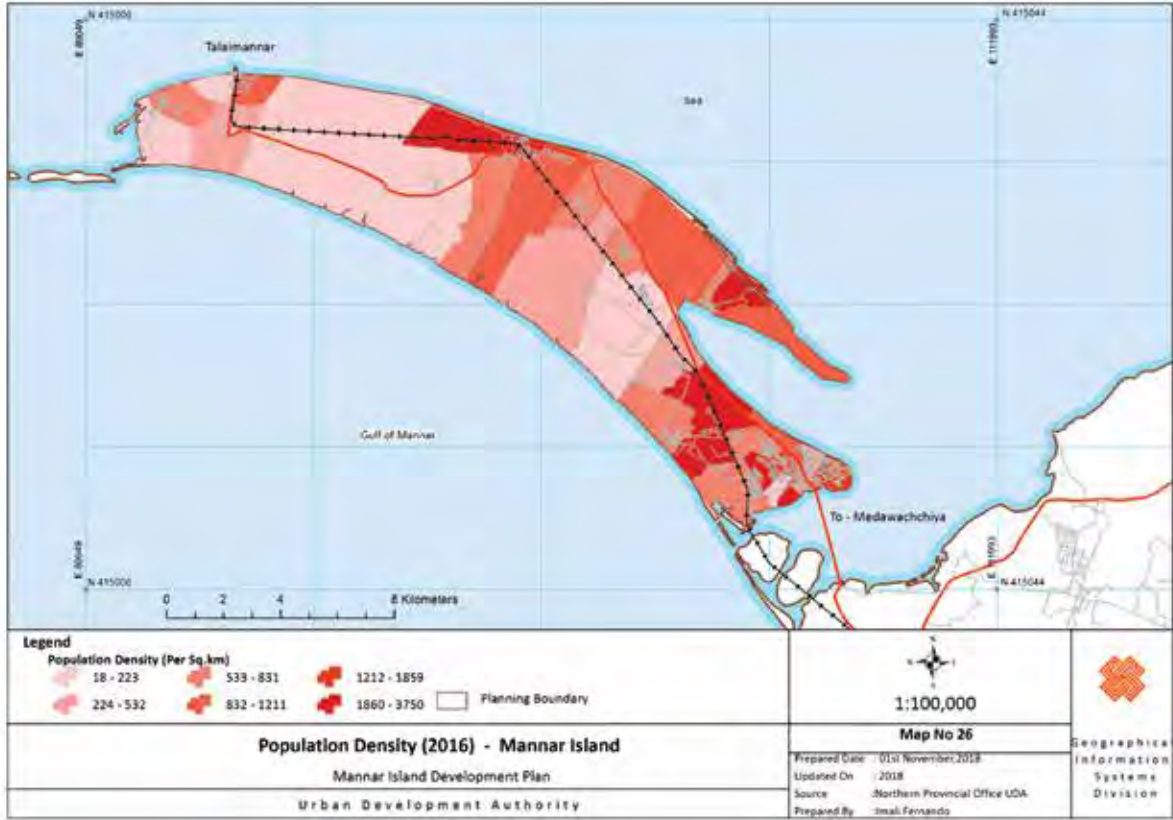 N 415006
N 415044
E 111993
Talaimannar
Sea
Gulf of Mannar
To - Medawachchiya
N 415006
N 415044
0 2 4 8 Kilometers
Legend
Population Density (Per Sq.km)
18 - 223
533 - 831
1212 - 1859
224 - 532
832 - 1211
1860 - 3750
Planning Boundary
1:100,000
Population Density (2016) - Mannar Island
Mannar Island Development Plan
Urban Development Authority
Map No 26
Prepared Date : 01st November,2018
Updated On : 2018
Source :Northern Provincial Office UDA
Prepared By :Imali Fernando
Geographical
Information
Systems
Division